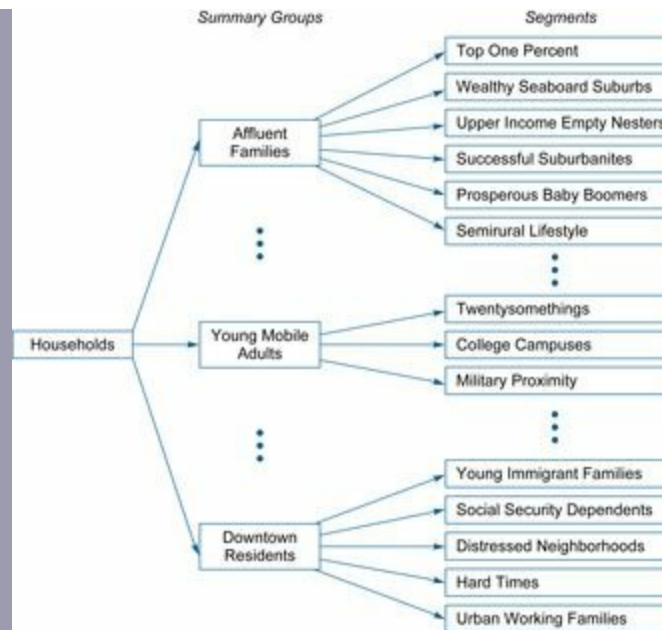 Summary Groups
Segments
Households
Affluent
Families
Top One Percent
Wealthy Seaboard Suburbs
Upper Income Empty Nesters
Successful Suburbanites
Prosperous Baby Boomers
Semirural Lifestyle
Young Mobile
Adults
Twentysomethings
College Campuses
Military Proximity
Downtown
Residents
Young Immigrant Families
Social Security Dependents
Distressed Neighborhoods
Hard Times
Urban Working Families